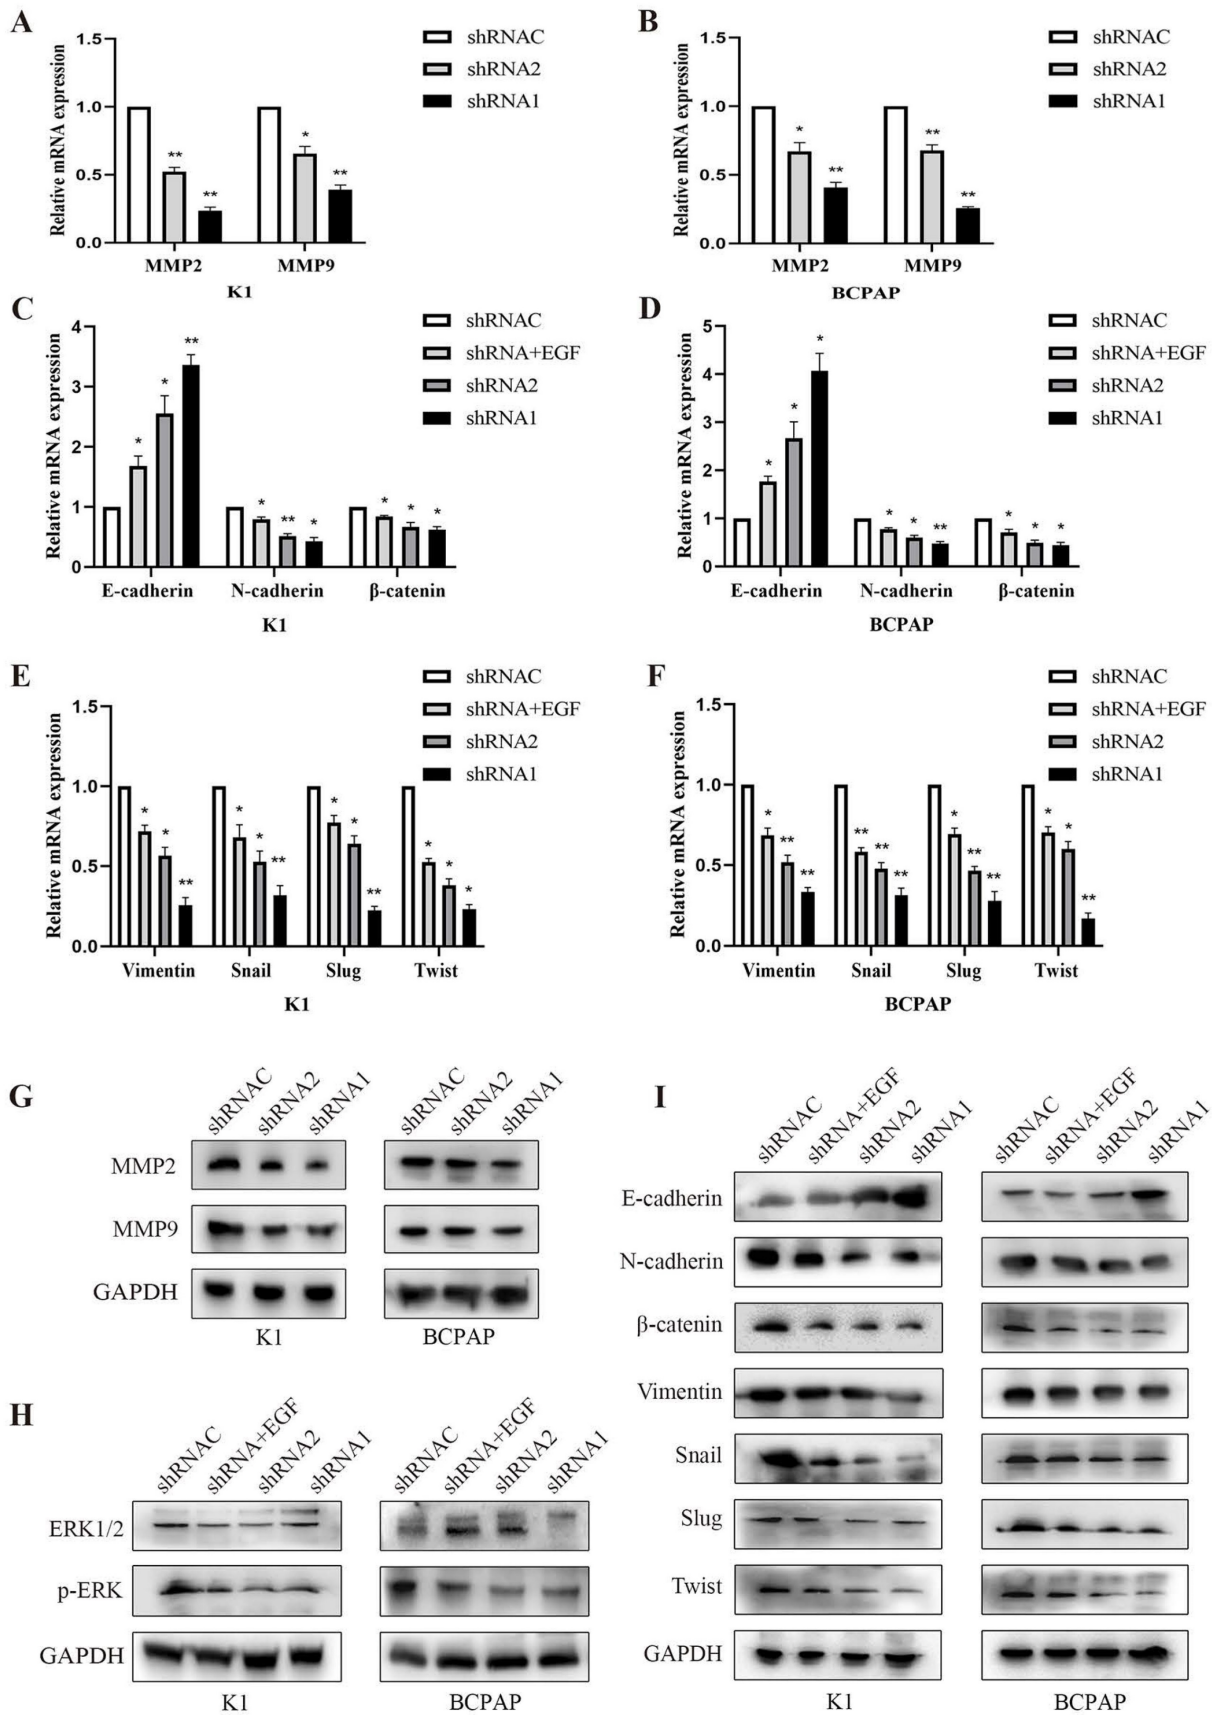 A
Relative mRNA expression
1.5
1.0
0.5
0.0
** ** * **
MMP2 MMP9
K1
shRNAC
shRNA2
shRNA1
B
Relative mRNA expression
1.5
1.0
0.5
0.0
* ** ** **
MMP2 MMP9
BCPAP
shRNAC
shRNA2
shRNA1
C
Relative mRNA expression
4
3
2
1
0
* * ** * ** * * * *
E-cadherin N-cadherin β-catenin
K1
shRNAC
shRNA+EGF
shRNA2
shRNA1
D
Relative mRNA expression
5
4
3
2
1
0
* * * * * ** * * *
E-cadherin N-cadherin β-catenin
BCPAP
shRNAC
shRNA+EGF
shRNA2
shRNA1
E
Relative mRNA expression
1.5
1.0
0.5
0.0
* * ** * * ** * * ** * * *
Vimentin Snail Slug Twist
K1
shRNAC
shRNA+EGF
shRNA2
shRNA1
F
Relative mRNA expression
1.5
1.0
0.5
0.0
* ** ** ** ** ** * ** ** * * **
Vimentin Snail Slug Twist
BCPAP
shRNAC
shRNA+EGF
shRNA2
shRNA1
G
shRNAC shRNA2 shRNA1 shRNAC shRNA2 shRNA1
MMP2
MMP9
GAPDH
K1 BCPAP
H
shRNAC shRNA+EGF shRNA2 shRNA1 shRNAC shRNA+EGF shRNA2 shRNA1
ERK1/2
p-ERK
GAPDH
K1 BCPAP
I
shRNAC shRNA+EGF shRNA2 shRNA1 shRNAC shRNA+EGF shRNA2 shRNA1
E-cadherin
N-cadherin
β-catenin
Vimentin
Snail
Slug
Twist
GAPDH
K1 BCPAP